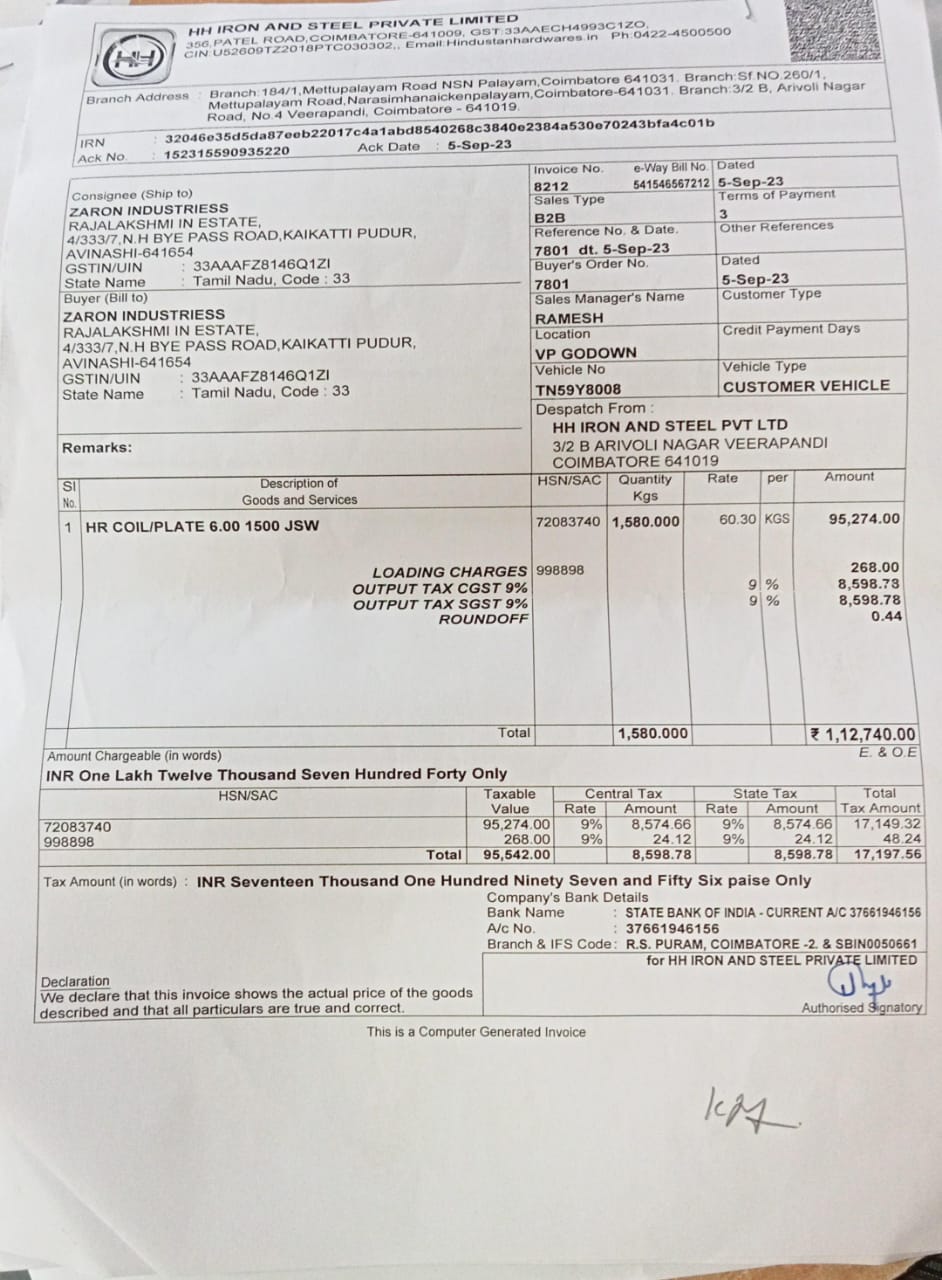 HH
HH IRON AND STEEL PRIVATE LIMITED
356,PATEL ROAD,COIMBATORE-641009, GST:33AAECH4993C1ZO,
CIN:U52609TZ2018PTC030302,, Email:Hindustanhardwares.in Ph:0422-4500500
Branch Address : Branch:184/1,Mettupalayam Road NSN Palayam,Coimbatore 641031. Branch:Sf.NO.260/1,
Mettupalayam Road,Narasimhanaickenpalayam,Coimbatore-641031. Branch:3/2 B, Arivoli Nagar
Road, No.4 Veerapandi, Coimbatore - 641019.
IRN : 32046e35d5da87eeb22017c4a1abd8540268c3840e2384a530e70243bfa4c01b
Ack No. : 152315590935220 Ack Date : 5-Sep-23
Consignee (Ship to)
ZARON INDUSTRIESS
RAJALAKSHMI IN ESTATE,
4/333/7,N.H BYE PASS ROAD,KAIKATTI PUDUR,
AVINASHI-641654
GSTIN/UIN : 33AAAFZ8146Q1ZI
State Name : Tamil Nadu, Code : 33
Buyer (Bill to)
ZARON INDUSTRIESS
RAJALAKSHMI IN ESTATE,
4/333/7,N.H BYE PASS ROAD,KAIKATTI PUDUR,
AVINASHI-641654
GSTIN/UIN : 33AAAFZ8146Q1ZI
State Name : Tamil Nadu, Code : 33
Remarks:
Invoice No. e-Way Bill No. Dated
8212 541546567212 5-Sep-23
Sales Type Terms of Payment
B2B 3
Reference No. & Date. Other References
7801 dt. 5-Sep-23
Buyer's Order No. Dated
7801 5-Sep-23
Sales Manager's Name Customer Type
RAMESH
Location Credit Payment Days
VP GODOWN
Vehicle No Vehicle Type
TN59Y8008 CUSTOMER VEHICLE
Despatch From :
HH IRON AND STEEL PVT LTD
3/2 B ARIVOLI NAGAR VEERAPANDI
COIMBATORE 641019
Sl No. Description of Goods and Services HSN/SAC Quantity Kgs Rate per Amount
1 HR COIL/PLATE 6.00 1500 JSW 72083740 1,580.000 60.30 KGS 95,274.00
LOADING CHARGES 998898 268.00
OUTPUT TAX CGST 9% 9 % 8,598.78
OUTPUT TAX SGST 9% 9 % 8,598.78
ROUNDOFF 0.44
Total 1,580.000 ₹ 1,12,740.00
Amount Chargeable (in words) E. & O.E
INR One Lakh Twelve Thousand Seven Hundred Forty Only
HSN/SAC Taxable Value Central Tax State Tax Total Tax Amount
Rate Amount Rate Amount
72083740 95,274.00 9% 8,574.66 9% 8,574.66 17,149.32
998898 268.00 9% 24.12 9% 24.12 48.24
Total 95,542.00 8,598.78 8,598.78 17,197.56
Tax Amount (in words) : INR Seventeen Thousand One Hundred Ninety Seven and Fifty Six paise Only
Company's Bank Details
Bank Name : STATE BANK OF INDIA - CURRENT A/C 37661946156
A/c No. : 37661946156
Branch & IFS Code : R.S. PURAM, COIMBATORE -2. & SBIN0050661
for HH IRON AND STEEL PRIVATE LIMITED
Declaration
We declare that this invoice shows the actual price of the goods
described and that all particulars are true and correct.
Authorised Signatory
This is a Computer Generated Invoice